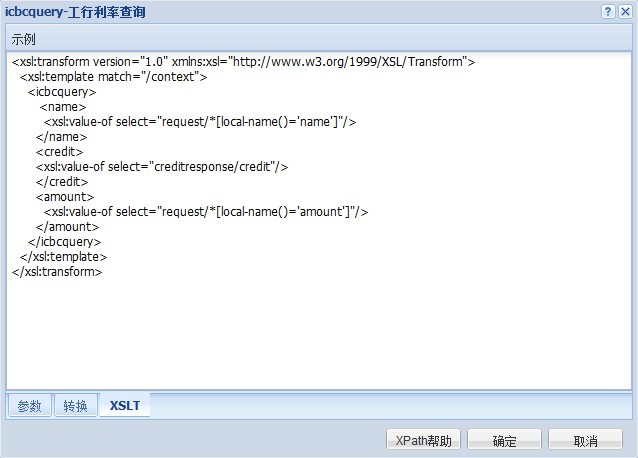 icbcquery-工行利率查询
示例
<xsl:transform version="1.0" xmlns:xsl="http://www.w3.org/1999/XSL/Transform">
<xsl:template match="/context">
<icbcquery>
<name>
<xsl:value-of select="request/*[local-name()='name']"/>
</name>
<credit>
<xsl:value-of select="creditresponse/credit"/>
</credit>
<amount>
<xsl:value-of select="request/*[local-name()='amount']"/>
</amount>
</icbcquery>
</xsl:template>
</xsl:transform>
参数 转换 XSLT
XPath帮助 确定 取消